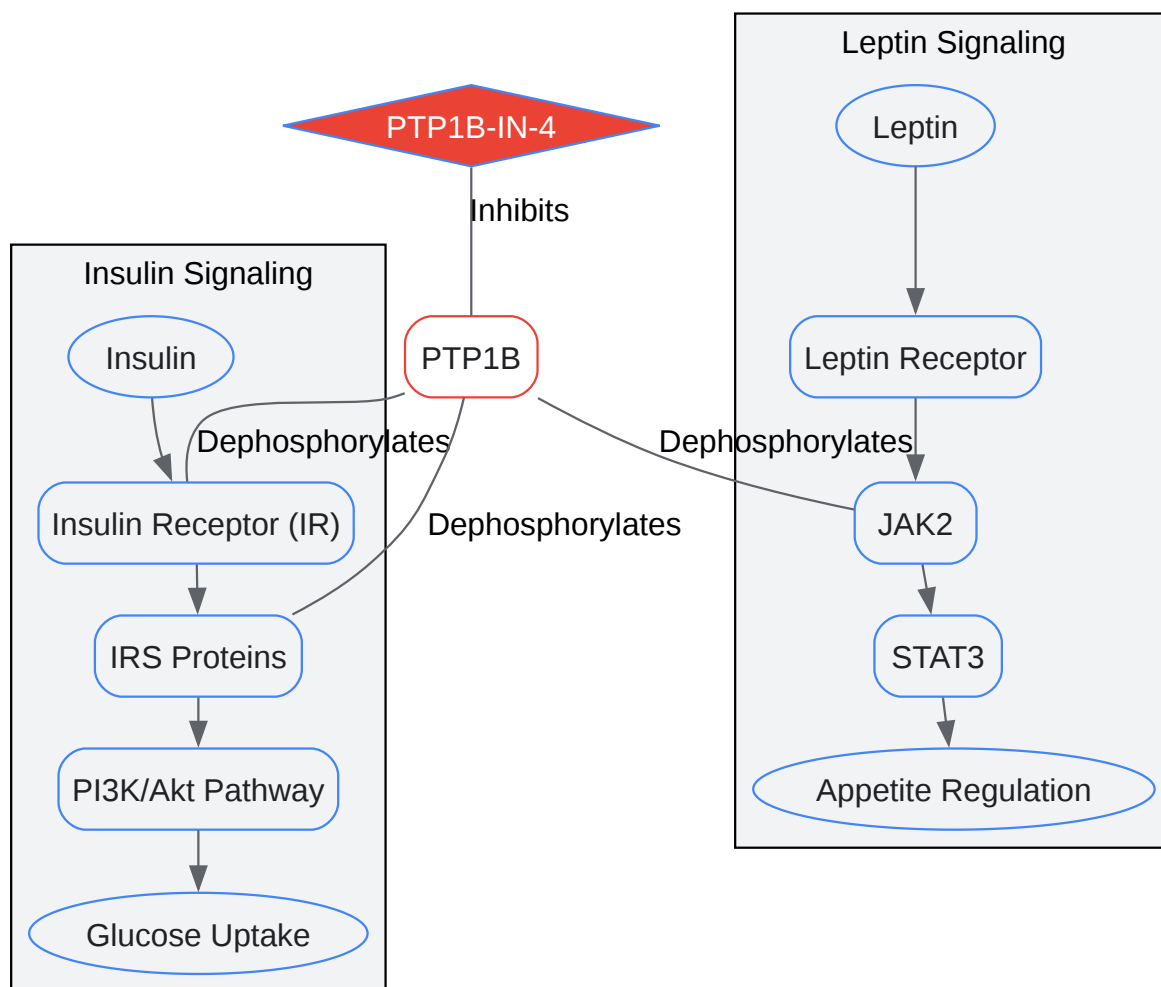 Leptin Signaling
PTP1B-IN-4
Leptin
Inhibits
Insulin Signaling
Insulin
PTP1B
Leptin Receptor
Dephosphorylates
Dephosphorylates
Insulin Receptor (IR)
Dephosphorylates
JAK2
IRS Proteins
STAT3
PI3K/Akt Pathway
Appetite Regulation
Glucose Uptake